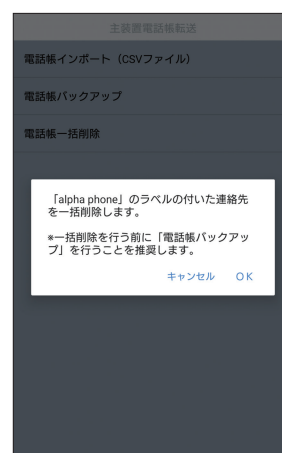 主装置電話帳転送
電話帳インポート（CSVファイル）
電話帳バックアップ
電話帳一括削除
「alpha phone」のラベルの付いた連絡先
を一括削除します。
*一括削除を行う前に「電話帳バックアッ
プ」を行うことを推奨します。
キャンセル OK